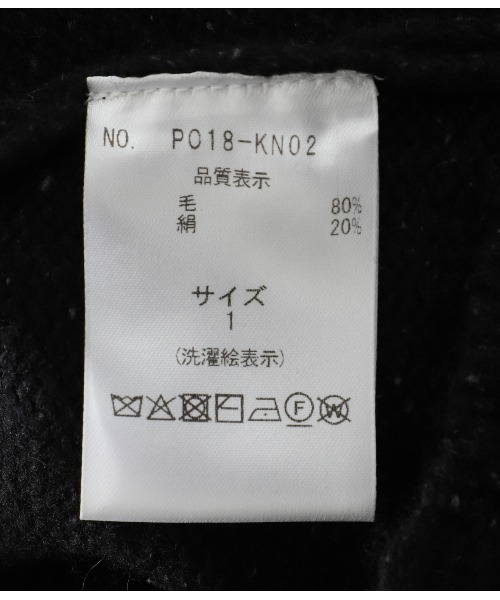 NO. P018-KN02
品質表示
毛 80%
絹 20%
サイズ
1
(洗濯絵表示)
F W